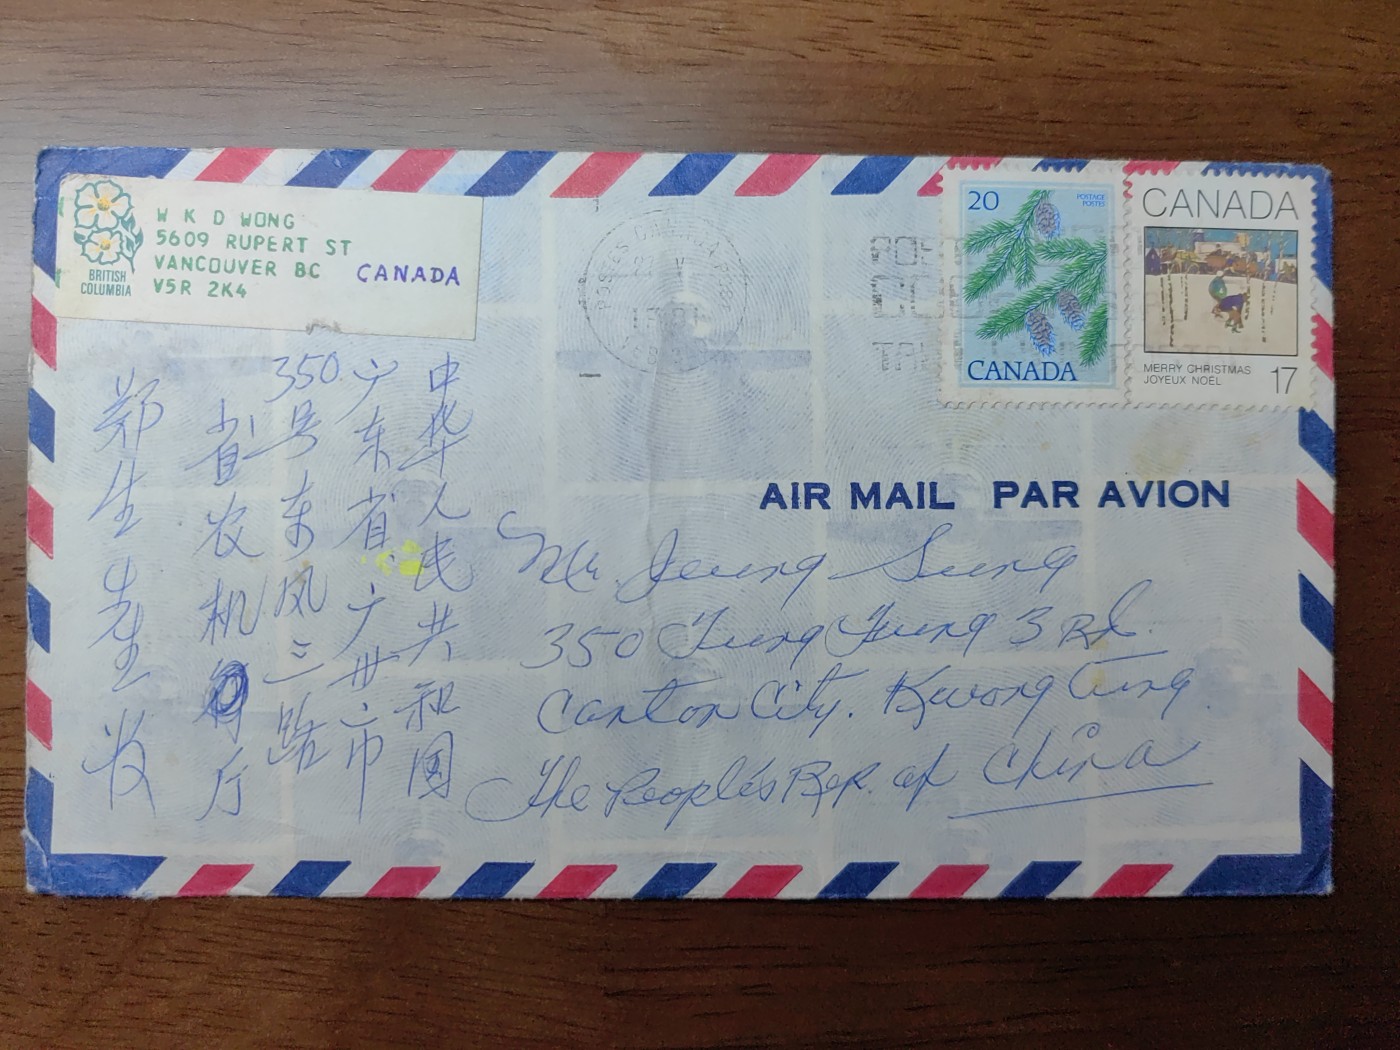 W K D WONG
5609 RUPERT ST
VANCOUVER BC CANADA
V5R 2K4
BRITISH
COLUMBIA
20
POSTAGE
POSTES
CANADA
CANADA
MERRY CHRISTMAS
JOYEUX NOËL 17
AIR MAIL PAR AVION
Mr. Jeung Sung
350 Tung Fung 3 Rd.
Canton City. Kwong Tung.
The People's Rep. of China
中华人民共和国
广东省广州市
350号东风三路
省农机厅
郑生先生收